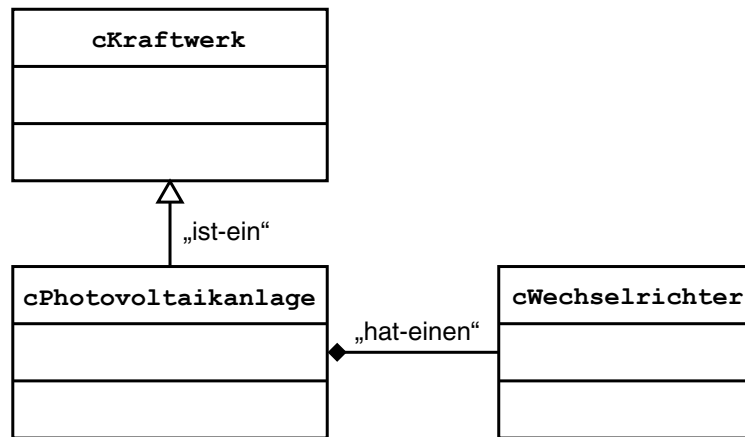 cKraftwerk
„ist-ein“
cPhotovoltaikanlage
cWechselrichter
„hat-einen“